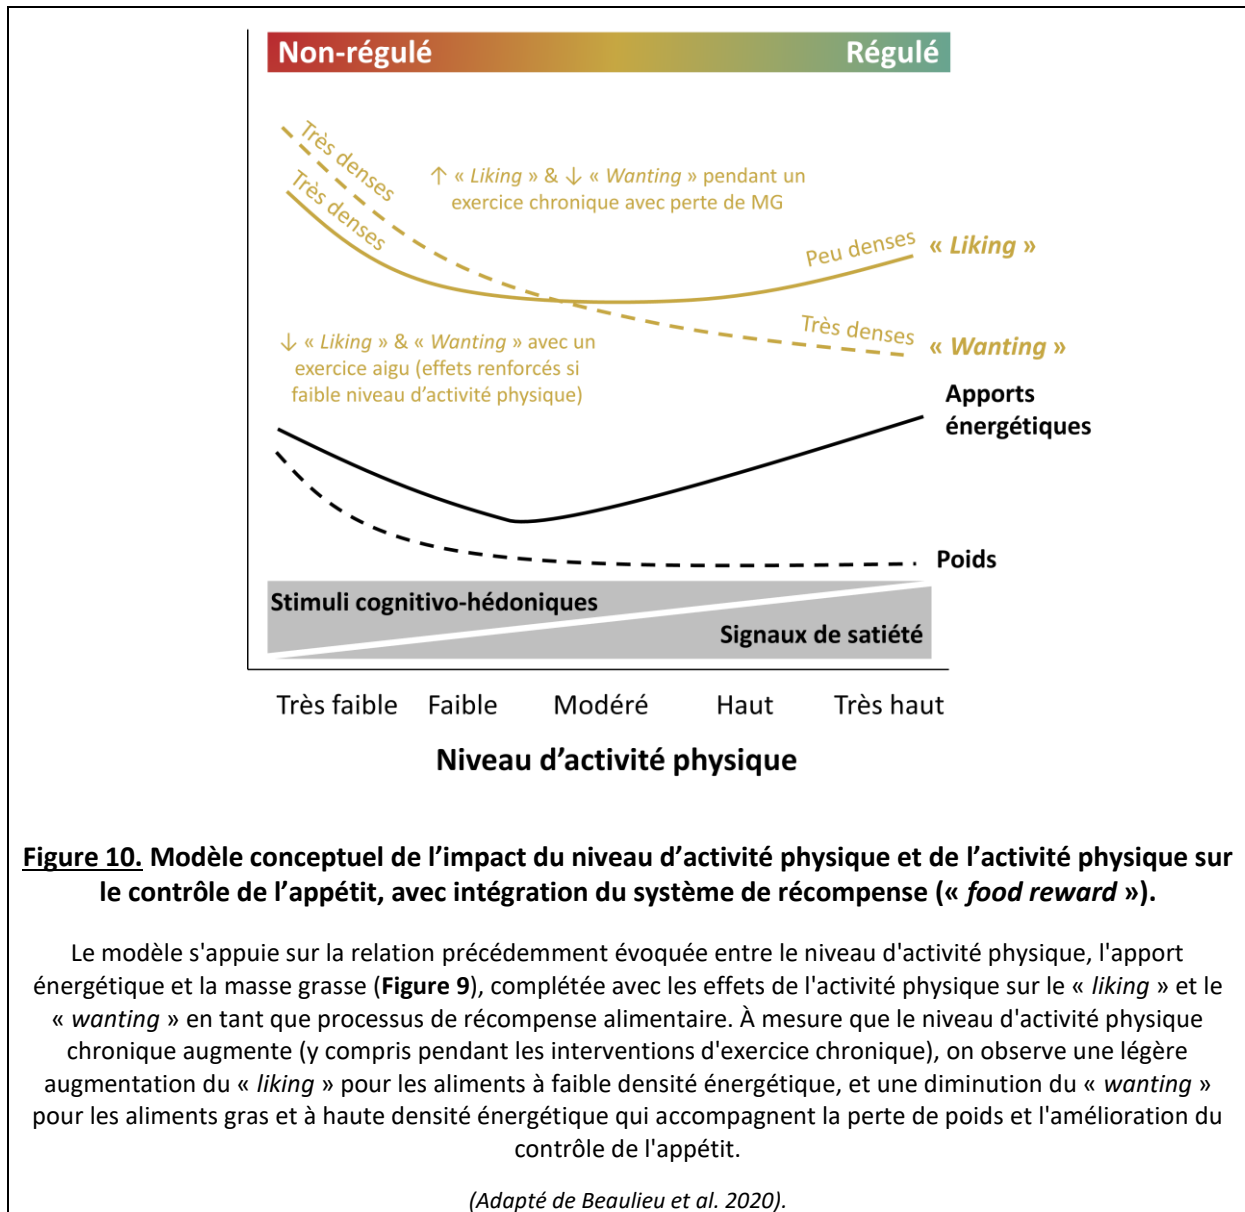 Non-régulé
Régulé
Très denses
Très denses
↑ « Liking » & ↓ « Wanting » pendant un
exercice chronique avec perte de MG
Peu denses
« Liking »
Très denses
« Wanting »
↓ « Liking » & « Wanting » avec un
exercice aigu (effets renforcés si
faible niveau d’activité physique)
Apports
énergétiques
Poids
Stimuli cognitivo-hédoniques
Signaux de satiété
Très faible
Faible
Modéré
Haut
Très haut
Niveau d’activité physique
Figure 10. Modèle conceptuel de l’impact du niveau d’activité physique et de l’activité physique sur
le contrôle de l’appétit, avec intégration du système de récompense (« food reward »).
Le modèle s'appuie sur la relation précédemment évoquée entre le niveau d'activité physique, l'apport
énergétique et la masse grasse (Figure 9), complétée avec les effets de l'activité physique sur le « liking » et le
« wanting » en tant que processus de récompense alimentaire. À mesure que le niveau d'activité physique
chronique augmente (y compris pendant les interventions d'exercice chronique), on observe une légère
augmentation du « liking » pour les aliments à faible densité énergétique, et une diminution du « wanting »
pour les aliments gras et à haute densité énergétique qui accompagnent la perte de poids et l'amélioration du
contrôle de l'appétit.
(Adapté de Beaulieu et al. 2020).